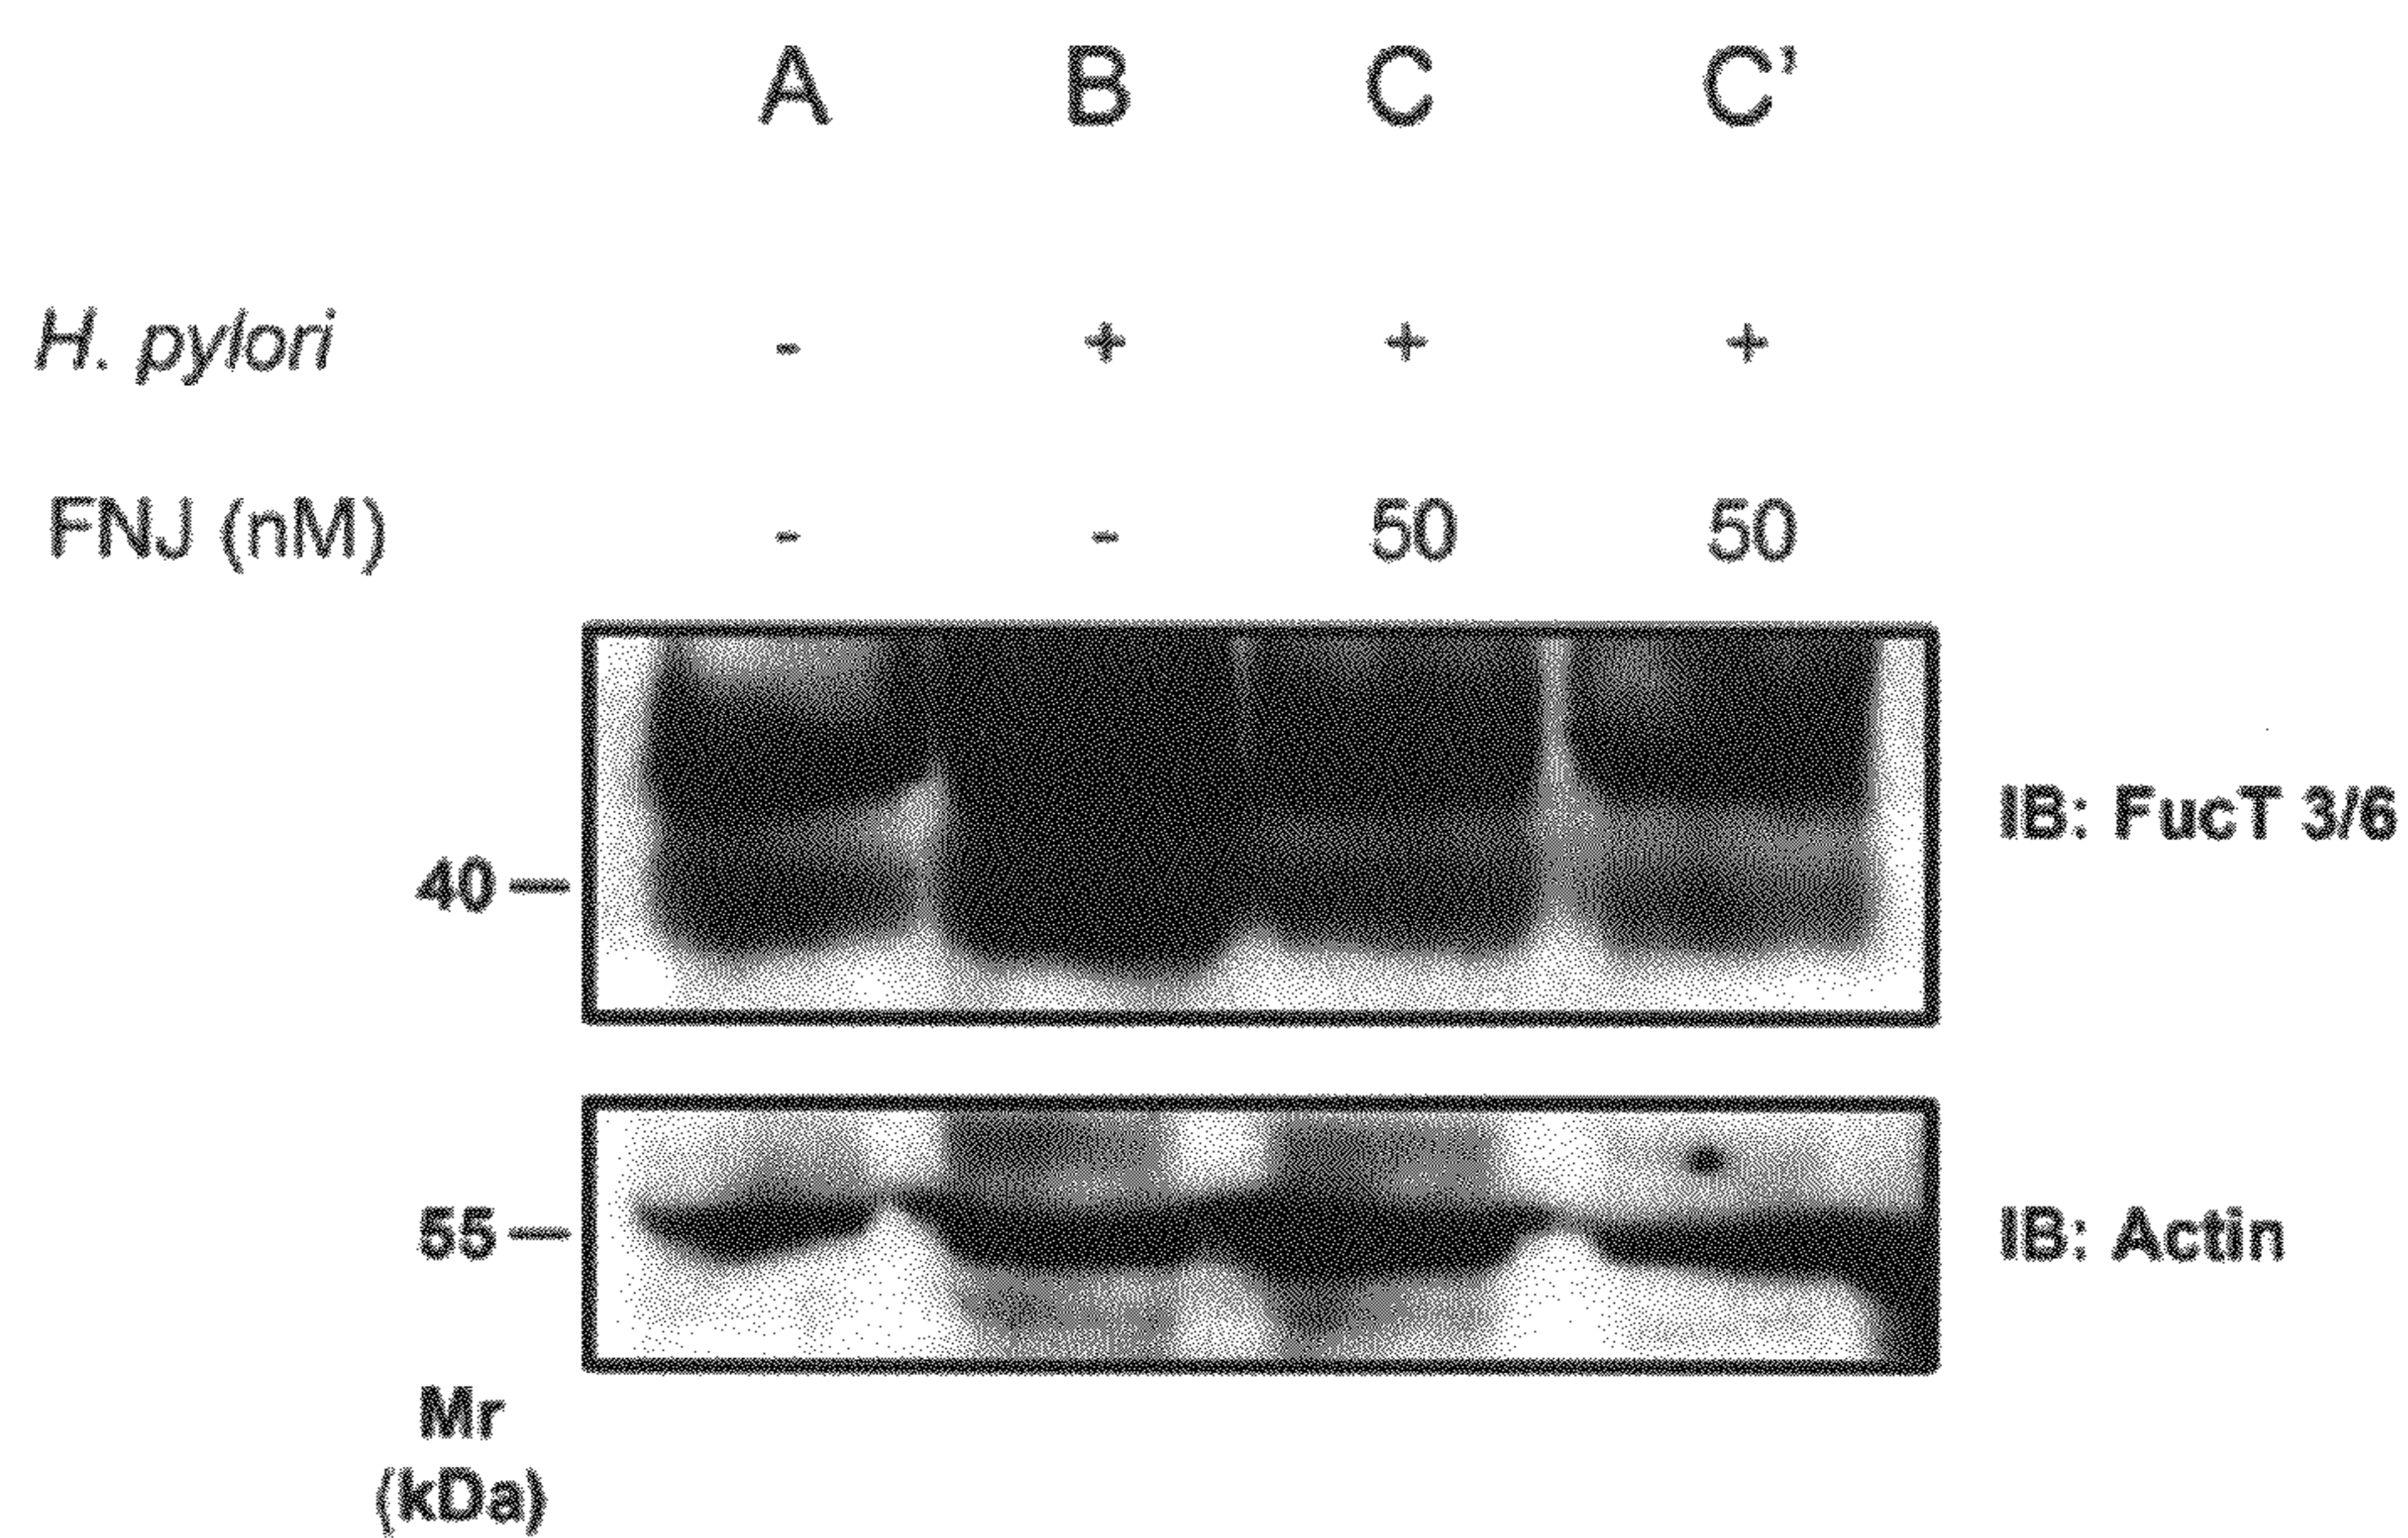 A B C C’
H. pylori - + + +
FNJ (nM) - - 50 50
IB: FucT 3/6
40
55
IB: Actin
Mr
(kDa)